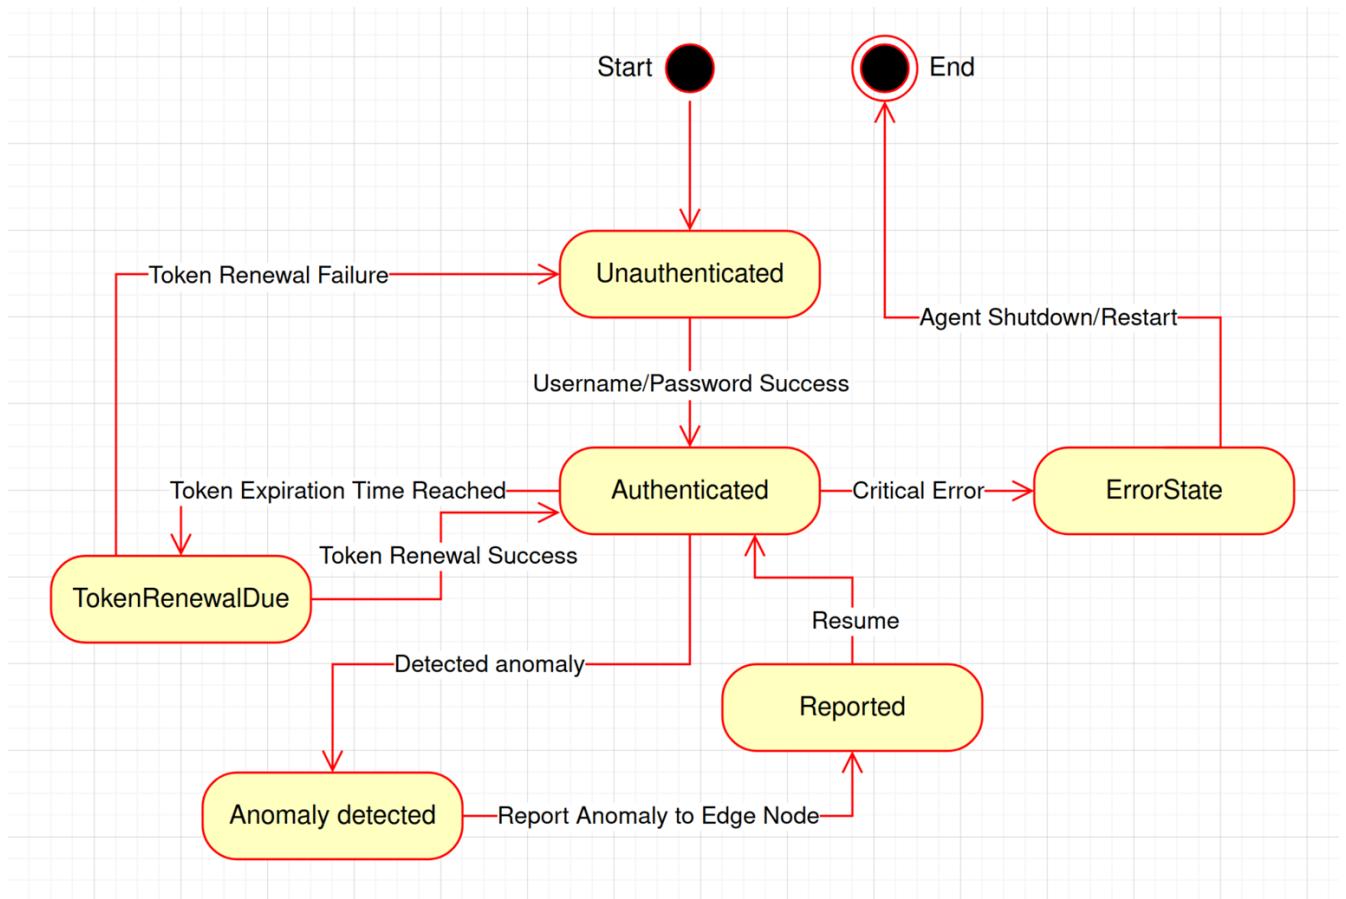 Start
End
Unauthenticated
Token Renewal Failure
Agent Shutdown/Restart
Username/Password Success
Token Expiration Time Reached
Authenticated
Critical Error
ErrorState
Token Renewal Success
TokenRenewalDue
Resume
Detected anomaly
Reported
Anomaly detected
Report Anomaly to Edge Node